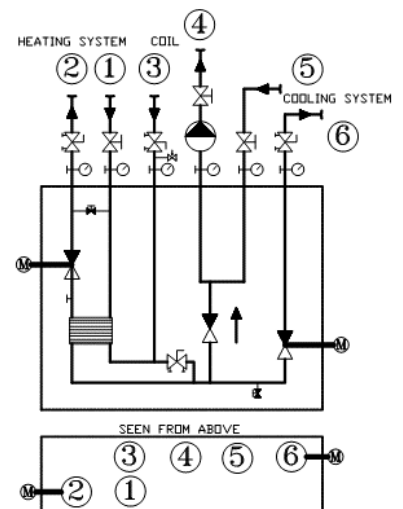 HEATING SYSTEM COIL ④
② ① ③ ⑤
COOLING SYSTEM
⑥
M
M
SEEN FROM ABOVE
③ ④ ⑤ ⑥ M
M ② ①